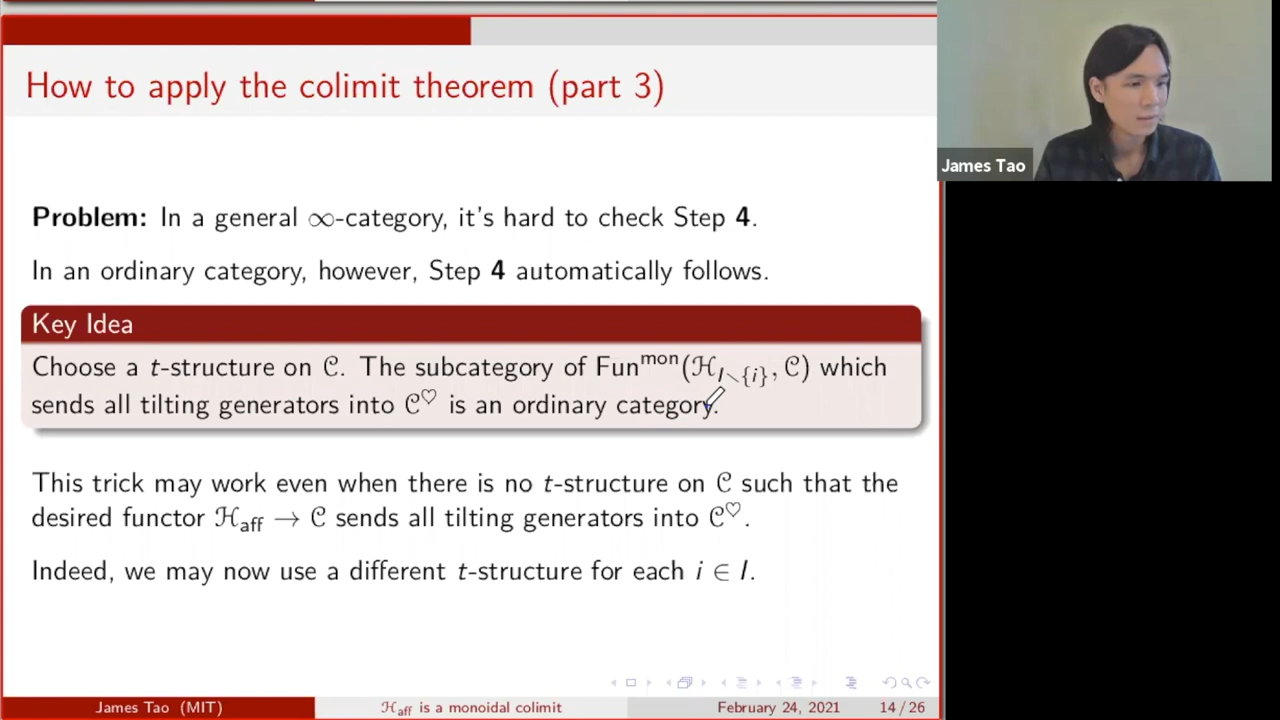 How to apply the colimit theorem (part 3)
James Tao
Problem: In a general ∞-category, it's hard to check Step 4.
In an ordinary category, however, Step 4 automatically follows.
Key Idea
Choose a t-structure on 𝒞. The subcategory of Fun^mon(ℋ_{I∖{i}}, 𝒞) which
sends all tilting generators into 𝒞^♡ is an ordinary category.
This trick may work even when there is no t-structure on 𝒞 such that the
desired functor ℋ_aff → 𝒞 sends all tilting generators into 𝒞^♡.
Indeed, we may now use a different t-structure for each i ∈ I.
James Tao (MIT)
ℋ_aff is a monoidal colimit
February 24, 2021
14 / 26